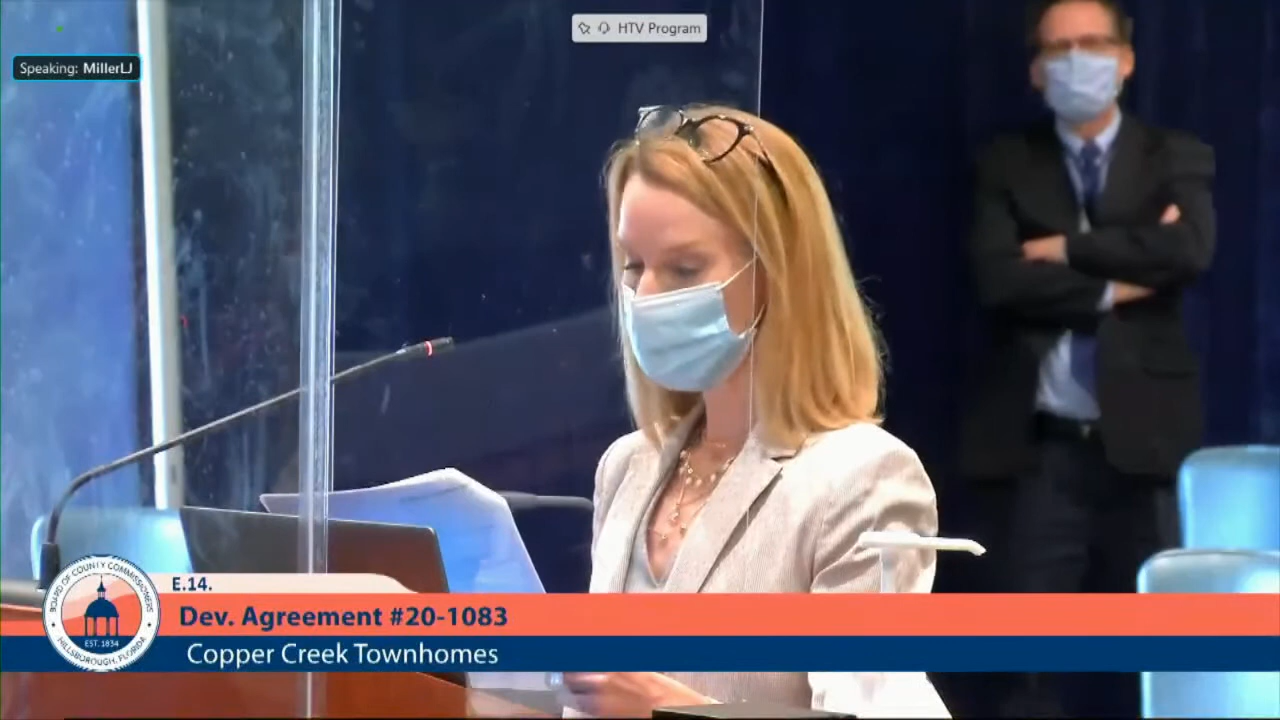 HTV Program
Speaking: MillerLJ
E.14.
Dev. Agreement #20-1083
Copper Creek Townhomes
BOARD OF COUNTY COMMISSIONERS
EST. 1834
HILLSBOROUGH, FLORIDA